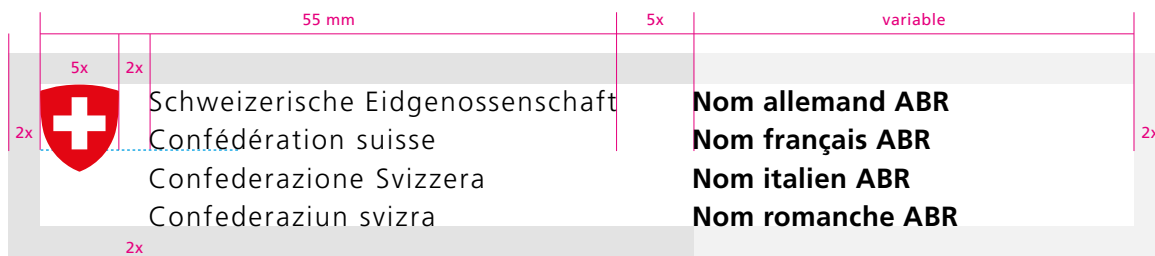 55 mm 5x variable
5x 2x
Schweizerische Eidgenossenschaft Nom allemand ABR
2x Confédération suisse Nom français ABR 2x
Confederazione Svizzera Nom italien ABR
Confederaziun svizra Nom romanche ABR
2x